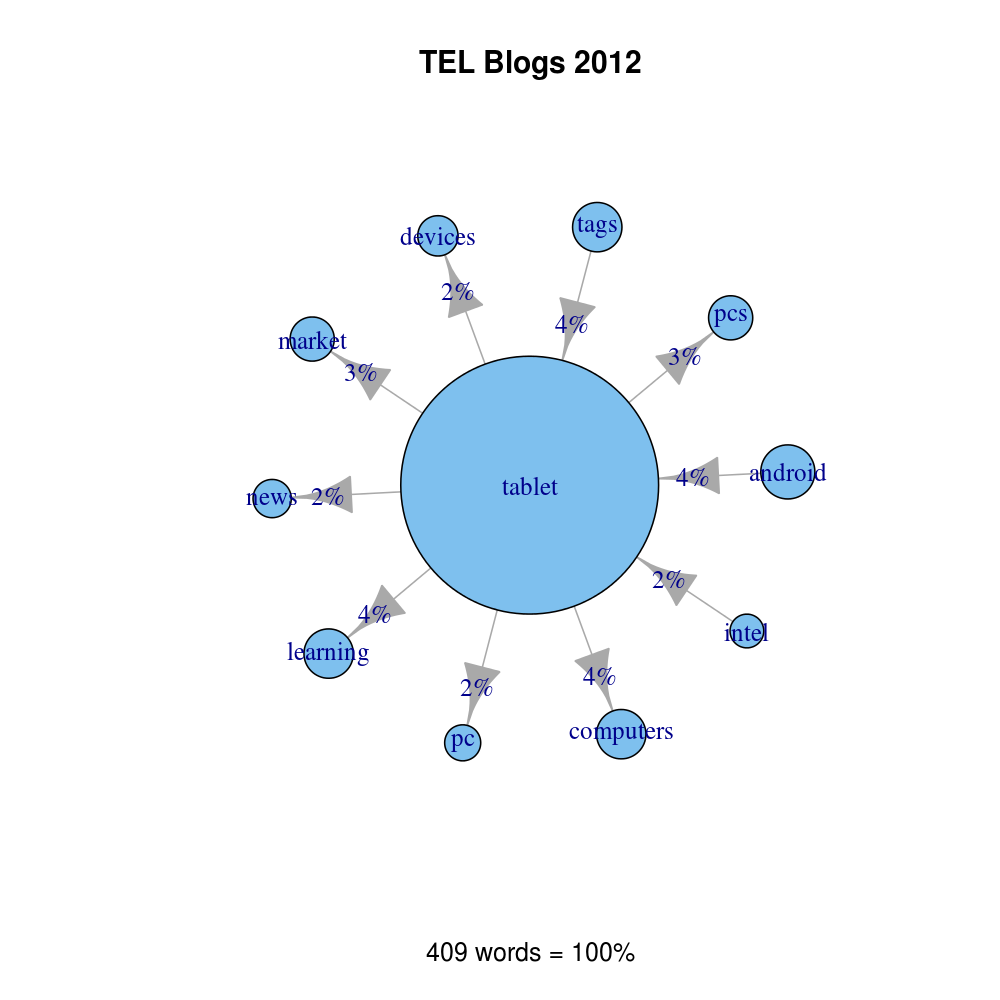 TEL Blogs 2012
tags
devices
2%
pcs
4%
market
3%
3%
android
4%
tablet
news
2%
2%
4%
intel
learning
4%
2%
computers
pc
409 words = 100%